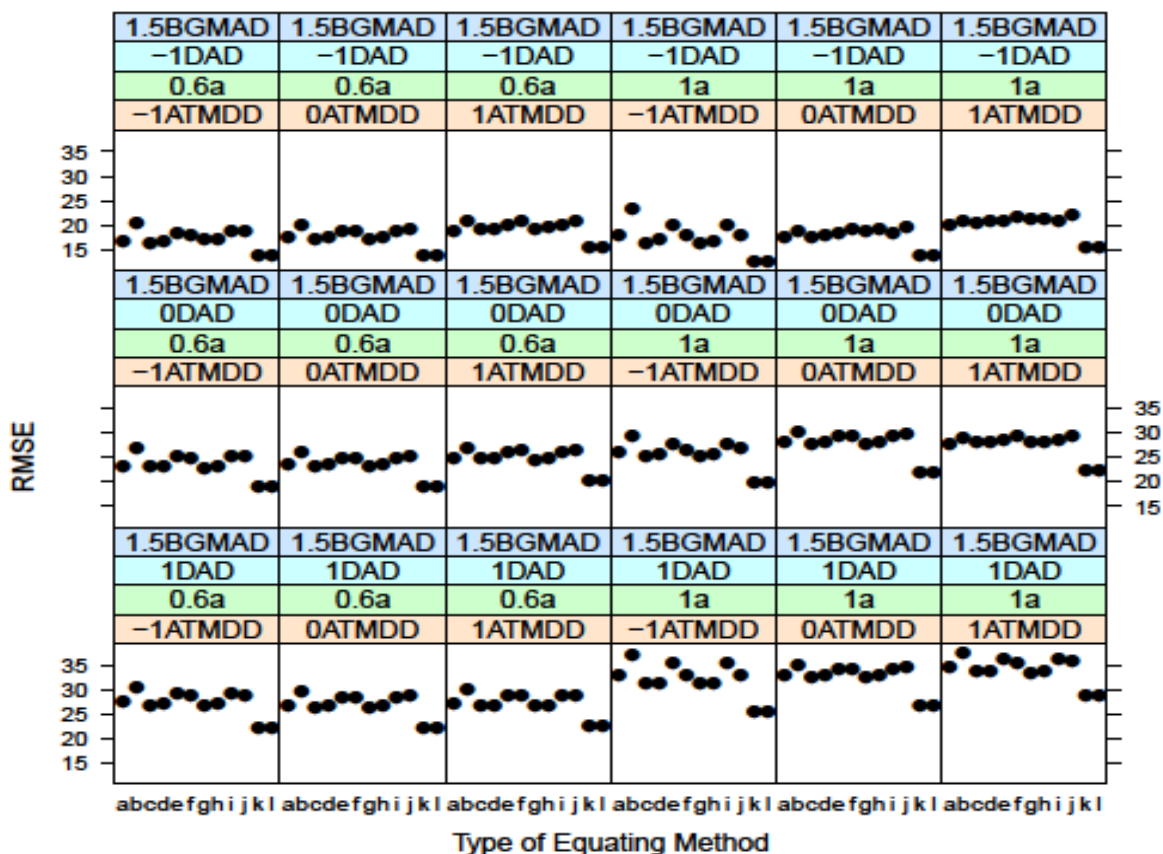 1.5BGMAD 1.5BGMAD 1.5BGMAD 1.5BGMAD 1.5BGMAD 1.5BGMAD
−1DAD −1DAD −1DAD −1DAD −1DAD −1DAD
0.6a 0.6a 0.6a 1a 1a 1a
−1ATMDD 0ATMDD 1ATMDD −1ATMDD 0ATMDD 1ATMDD
35
30
25
20
15
1.5BGMAD 1.5BGMAD 1.5BGMAD 1.5BGMAD 1.5BGMAD 1.5BGMAD
0DAD 0DAD 0DAD 0DAD 0DAD 0DAD
0.6a 0.6a 0.6a 1a 1a 1a
−1ATMDD 0ATMDD 1ATMDD −1ATMDD 0ATMDD 1ATMDD
35
30
25
20
15
RMSE
1.5BGMAD 1.5BGMAD 1.5BGMAD 1.5BGMAD 1.5BGMAD 1.5BGMAD
1DAD 1DAD 1DAD 1DAD 1DAD 1DAD
0.6a 0.6a 0.6a 1a 1a 1a
−1ATMDD 0ATMDD 1ATMDD −1ATMDD 0ATMDD 1ATMDD
35
30
25
20
15
abcdefghijkl abcdefghijkl abcdefghijkl abcdefghijkl abcdefghijkl abcdefghijkl
Type of Equating Method